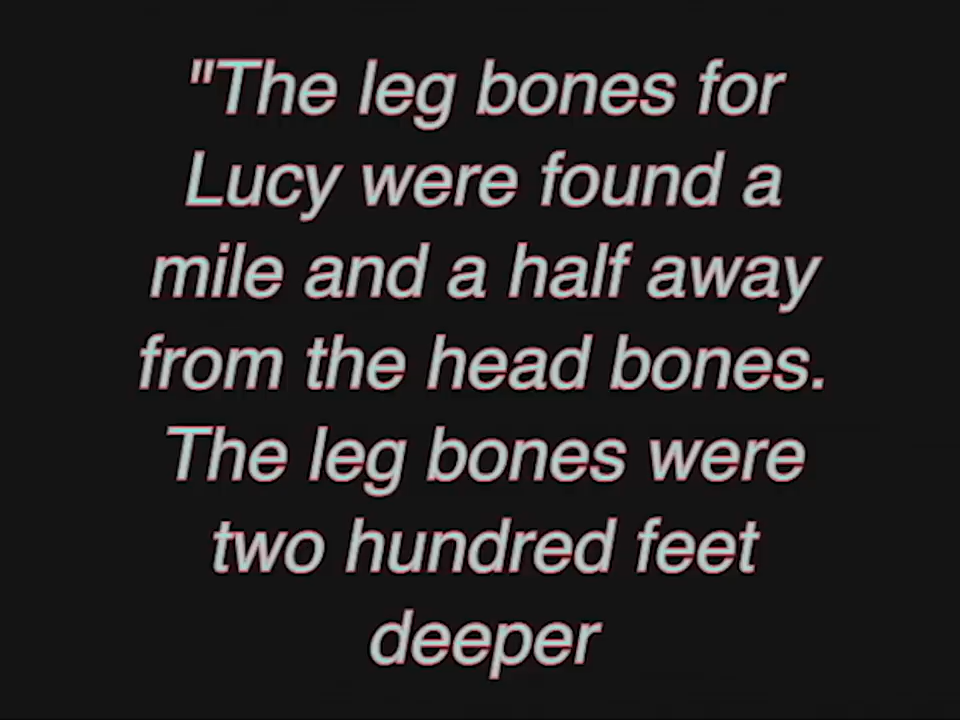 "The leg bones for
Lucy were found a
mile and a half away
from the head bones.
The leg bones were
two hundred feet
deeper